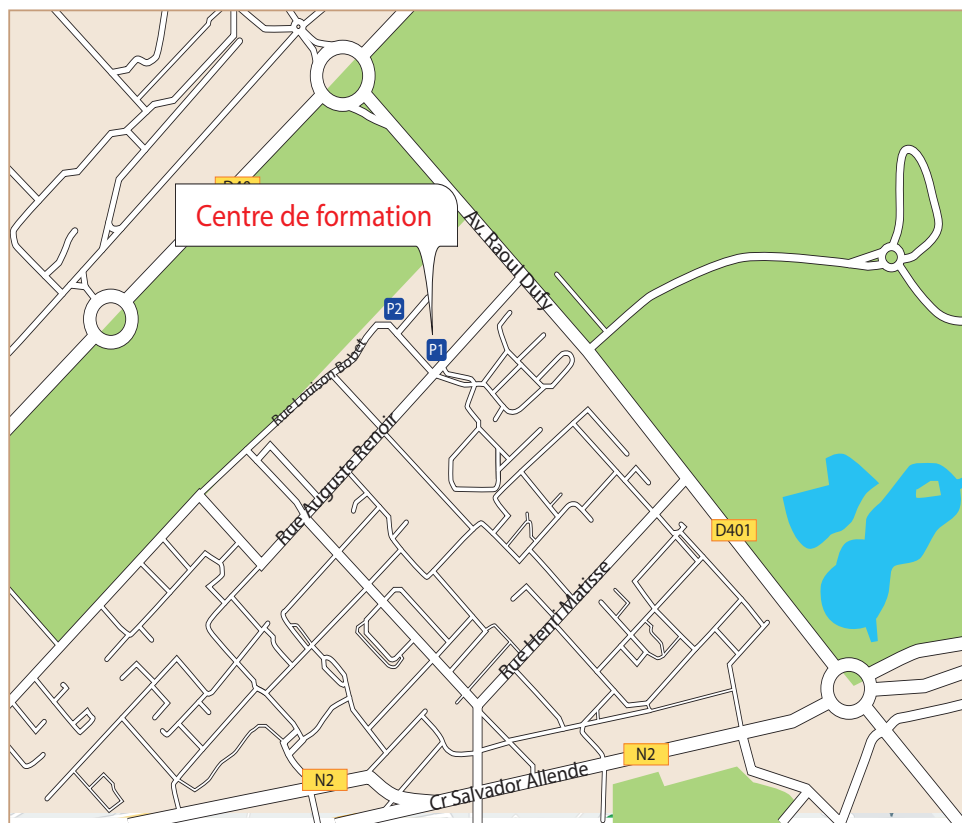 Centre de formation
Av. Raoul Dufy
P2
P1
Rue Louison Bobet
Rue Auguste Renoir
D401
Rue Henri Matisse
N2
N2
Cr Salvador Allende